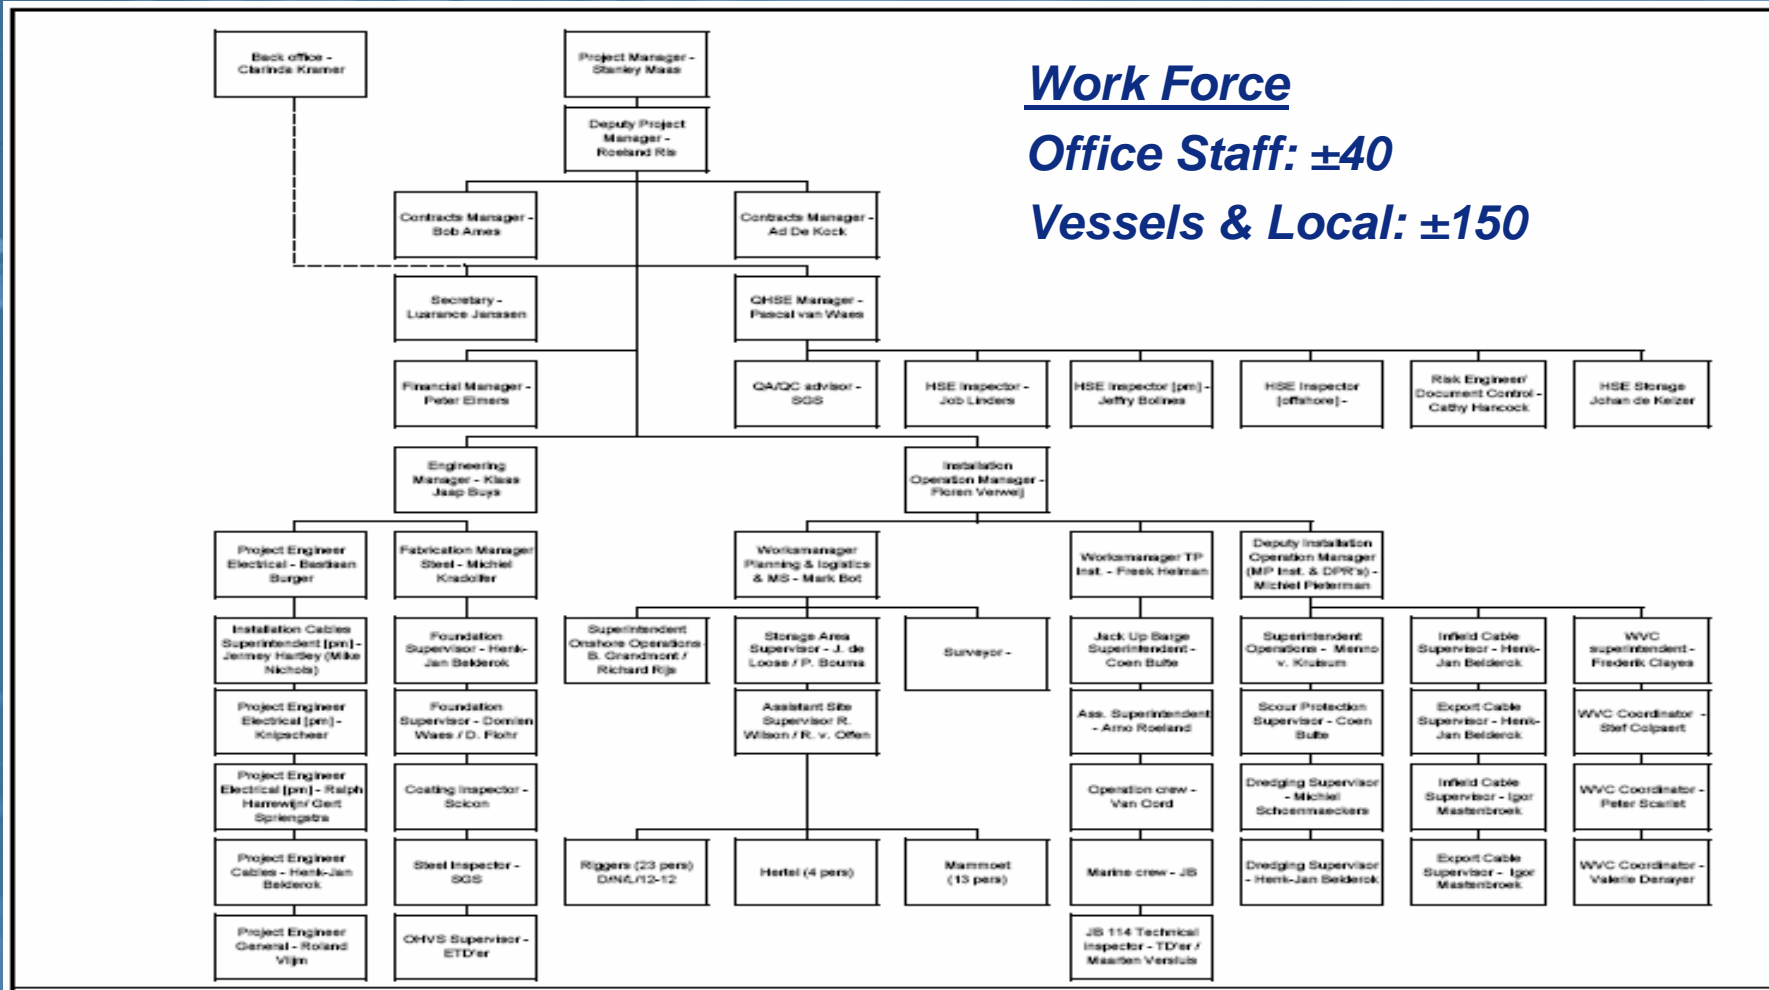 Back office -
Clarinda Kramer
Project Manager -
Stanley Maas
Work Force
Office Staff: ±40
Vessels & Local: ±150
Deputy Project
Manager -
Roeland Ris
Contracts Manager -
Bob Ames
Contracts Manager -
Ad De Kock
Secretary -
Janssen
QHSE Manager -
Pascal van Waes
Financial Manager -
Peter Elmers
QA/QC advisor -
SGS
HSE Inspector -
Job Linders
HSE Inspector [pm] -
Jeffry Bolines
HSE Inspector
[offshore] -
Risk Engineer/
Document Control -
Cathy Hancock
HSE Storage
Johan de Keizer
Engineering
Manager - Klaas
Jaap Buys
Installation
Operation Manager -
Floren Verweij
Project Engineer
Electrical - Bastiaan
Burger
Fabrication Manager
Steel - Michiel
Kradolfer
Worksmanager
Planning & logistics
& MS - Mark Bot
Worksmanager TP
Inst. - Freek Helman
Deputy Installation
Operation Manager
(MP Inst. & DPR's) -
Michiel Pieterman
Installation Cables
Superintendent [pm] -
Jermey Hartley (Mike
Nichols)
Foundation
Supervisor - Henk-
Jan Belderok
Superintendent
Onshore Operations
B. Grandmont /
Richard Rijs
Storage Area
Supervisor - J. de
Loose / P. Bouma
Surveyor -
Jack Up Barge
Superintendent -
Coen Bulte
Superintendent
Operations - Menno
v. Kruisum
Infield Cable
Supervisor - Henk-
Jan Belderok
WVC
superintendent -
Frederik Clayes
Project Engineer
Electrical [pm] -
Knipscheer
Foundation
Supervisor - Domien
Waes / D. Flohr
Assistant Site
Supervisor R.
Wilson / R. v. Offen
Ass. Superintendent
- Arno Roeland
Scour Protection
Supervisor - Coen
Bulte
Export Cable
Supervisor - Henk-
Jan Belderok
WVC Coordinator -
Stef Colpaert
Project Engineer
Electrical [pm] - Ralph
Harrewijn/ Gert
Spriengstra
Coating Inspector -
Scicon
Operation crew -
Van Oord
Dredging Supervisor
- Michiel
Schoenmaeckers
Infield Cable
Supervisor - Igor
Mastenbroek
WVC Coordinator -
Peter Scarlet
Project Engineer
Cables - Henk-Jan
Belderok
Steel Inspector -
SGS
Riggers (23 pers)
D/N/L/12-12
Hertel (4 pers)
Mammoet
(13 pers)
Marine crew - JB
Dredging Supervisor
- Henk-Jan Belderok
Export Cable
Supervisor - Igor
Mastenbroek
WVC Coordinator -
Valerie Denayer
Project Engineer
General - Roland
Vlijm
OHVS Supervisor -
ETD'er
JB 114 Technical
inspector - TD'er /
Maarten Versluis